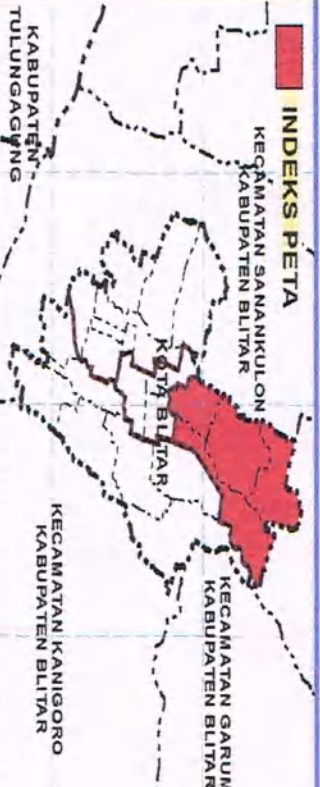 INDEKS PETA
KECAMATAN SANANKULON
KABUPATEN BLITAR
KABUPATEN
TULUNGAGUNG
KOTA BLITAR
KECAMATAN GARUM
KABUPATEN BLITAR
KECAMATAN KANIGORO
KABUPATEN BLITAR